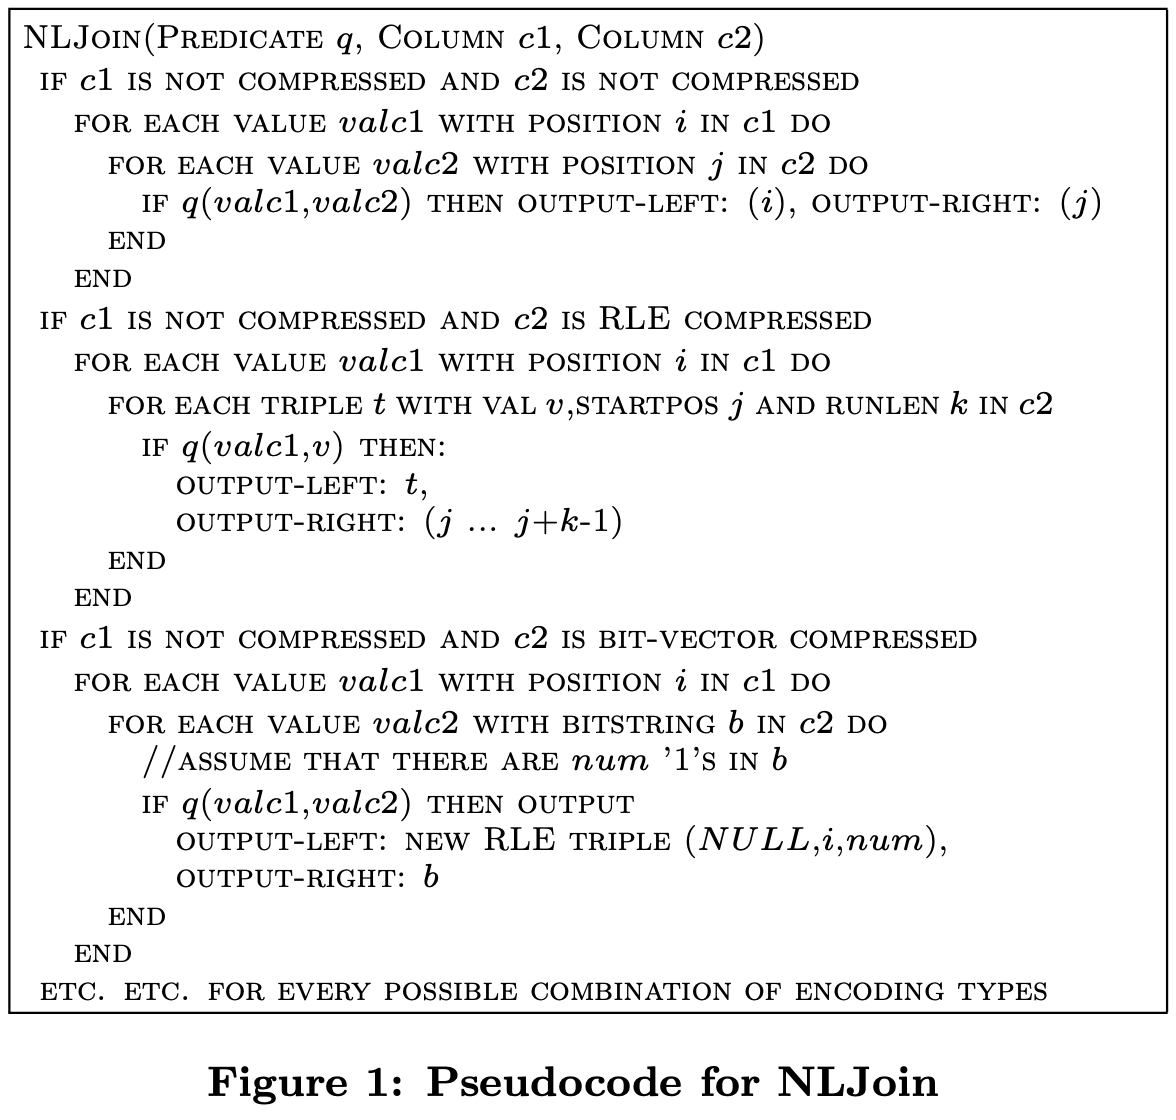 NLJOIN(PREDICATE q, COLUMN c1, COLUMN c2)
IF c1 IS NOT COMPRESSED AND c2 IS NOT COMPRESSED
FOR EACH VALUE valc1 WITH POSITION i IN c1 DO
FOR EACH VALUE valc2 WITH POSITION j IN c2 DO
IF q(valc1,valc2) THEN OUTPUT-LEFT: (i), OUTPUT-RIGHT: (j)
END
END
IF c1 IS NOT COMPRESSED AND c2 IS RLE COMPRESSED
FOR EACH VALUE valc1 WITH POSITION i IN c1 DO
FOR EACH TRIPLE t WITH VAL v,STARTPOS j AND RUNLEN k IN c2
IF q(valc1,v) THEN:
OUTPUT-LEFT: t,
OUTPUT-RIGHT: (j ... j+k-1)
END
END
IF c1 IS NOT COMPRESSED AND c2 IS BIT-VECTOR COMPRESSED
FOR EACH VALUE valc1 WITH POSITION i IN c1 DO
FOR EACH VALUE valc2 WITH BITSTRING b IN c2 DO
//ASSUME THAT THERE ARE num '1'S IN b
IF q(valc1,valc2) THEN OUTPUT
OUTPUT-LEFT: NEW RLE TRIPLE (NULL,i,num),
OUTPUT-RIGHT: b
END
END
ETC. ETC. FOR EVERY POSSIBLE COMBINATION OF ENCODING TYPES
Figure 1: Pseudocode for NLJoin